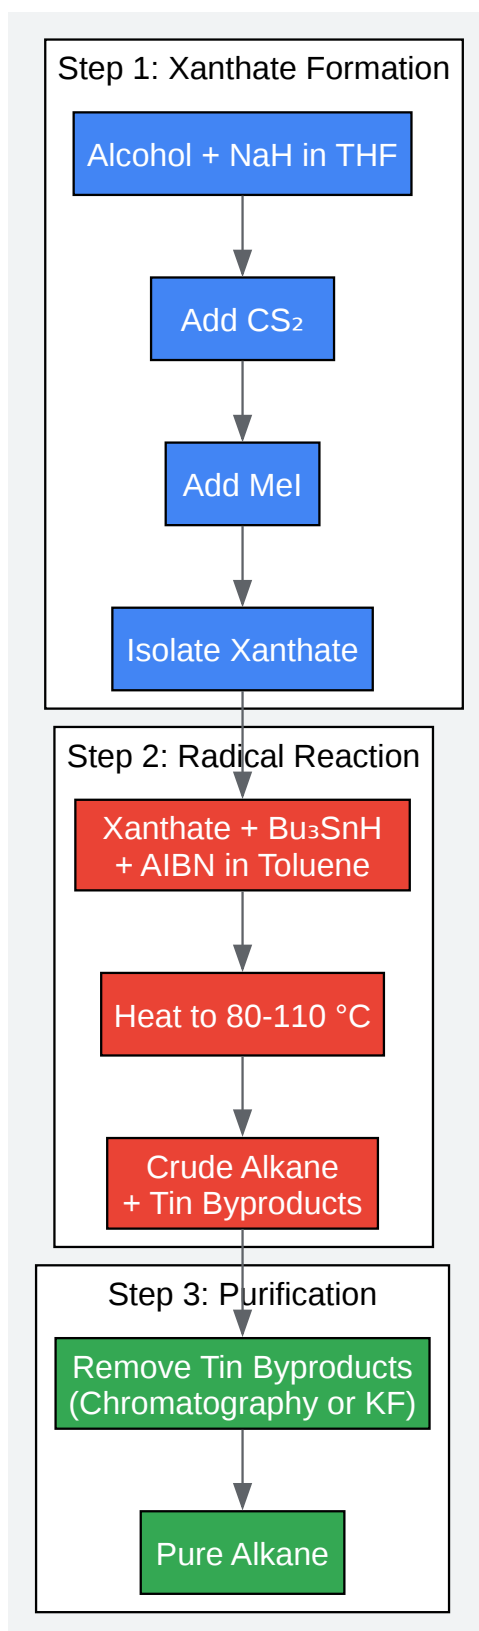 Step 1: Xanthate Formation
Alcohol + NaH in THF
Add CS₂
Add MeI
Isolate Xanthate
Step 2: Radical Reaction
Xanthate + Bu₃SnH
+ AIBN in Toluene
Heat to 80-110 °C
Crude Alkane
+ Tin Byproducts
Step 3: Purification
Remove Tin Byproducts
(Chromatography or KF)
Pure Alkane